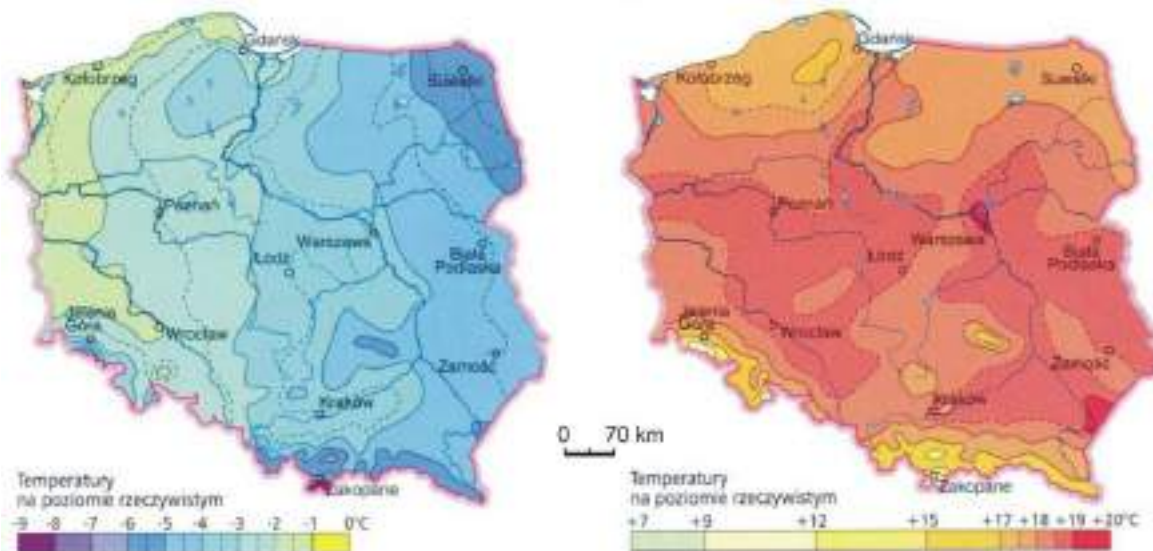 Gdańsk
Kołobrzeg
Suwałki
Poznań
Warszawa
Łódź
Biała
Podlaska
Jelenia
Góra
Wrocław
Zamość
Kraków
Zakopane
Temperatury
na poziomie rzeczywistym
-9 -8 -7 -6 -5 -4 -3 -2 -1 0°C
0 70 km
Gdańsk
Kołobrzeg
Suwałki
Poznań
Warszawa
Łódź
Biała
Podlaska
Jelenia
Góra
Wrocław
Zamość
Kraków
Zakopane
Temperatury
na poziomie rzeczywistym
+7 +9 +12 +15 +17 +18 +19 +20°C